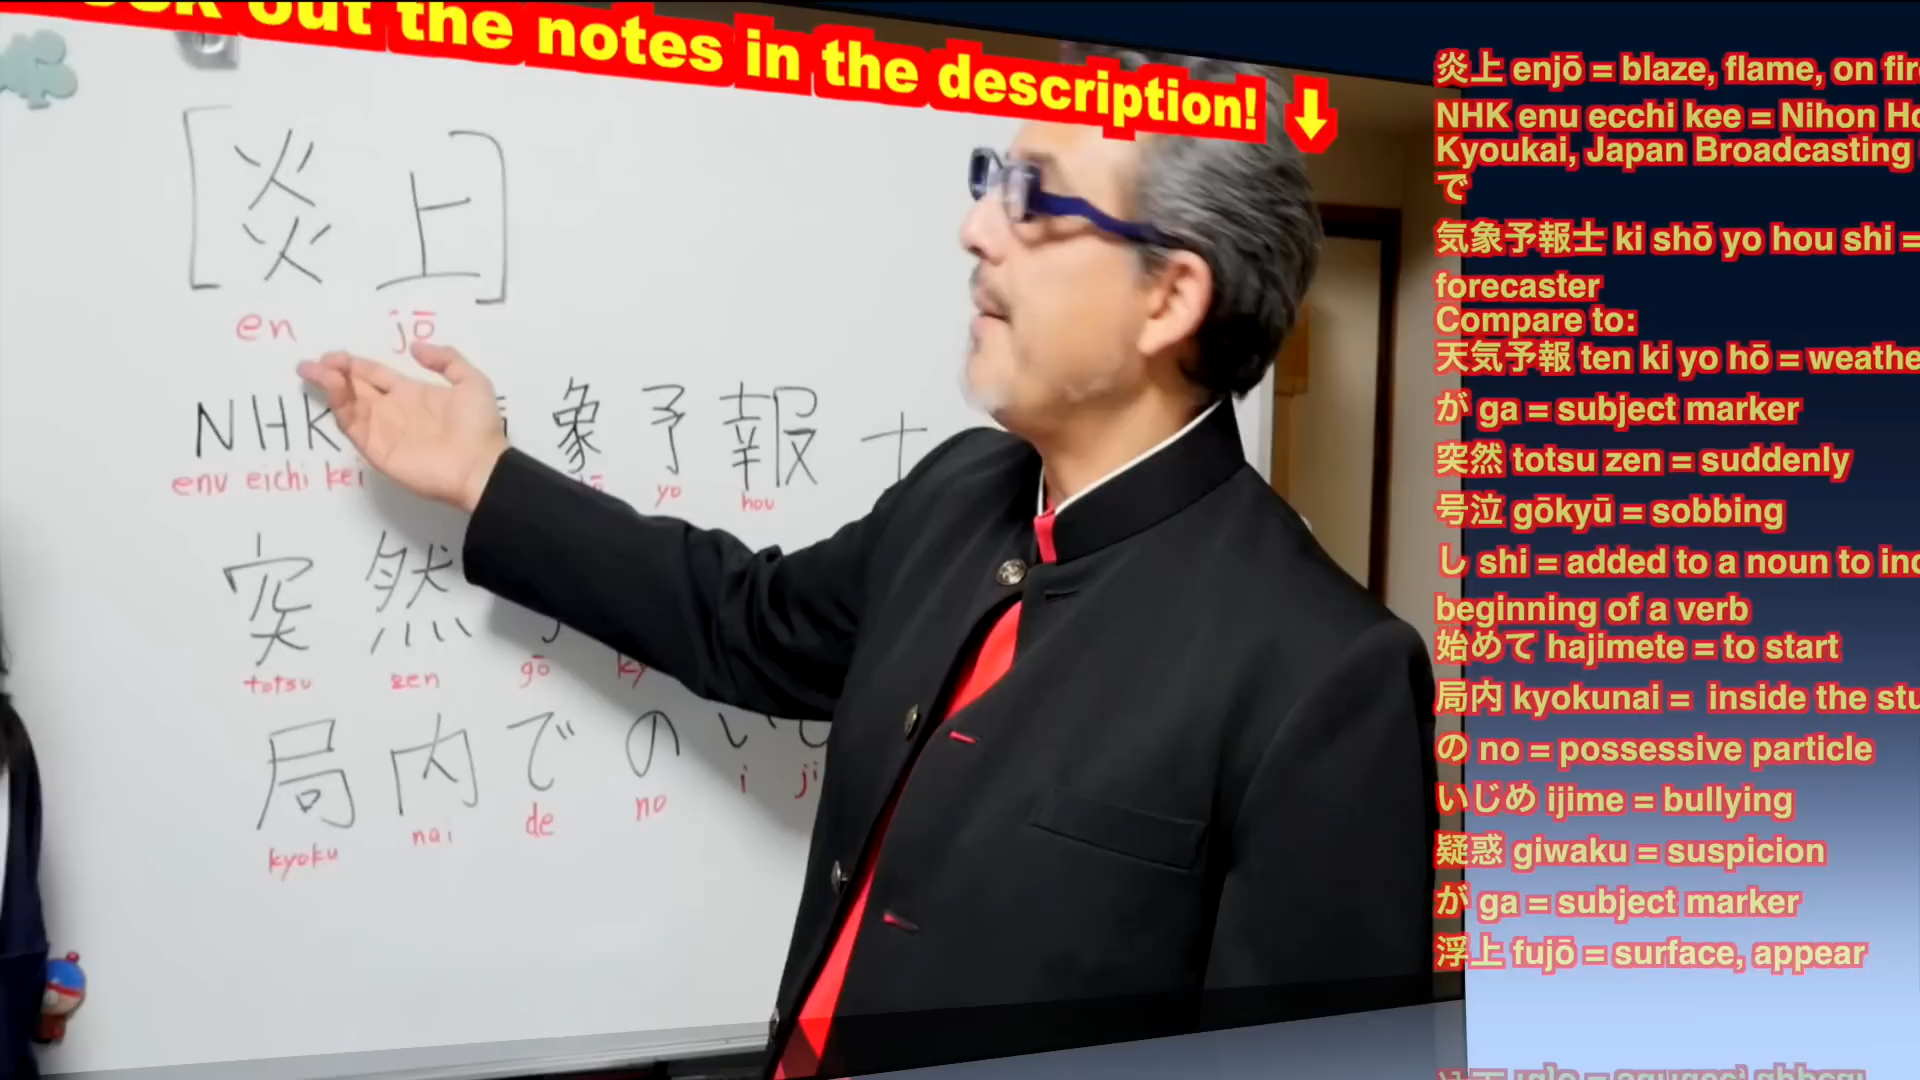 out the notes in the description!
[炎上]
en jō
NHK 象予報士
enu eichi kei yo hou
突然
totsu zen gō ky
局内でのい
kyoku nai de no i ji
炎上 enjō = blaze, flame, on fire
NHK enu ecchi kee = Nihon Ho
Kyoukai, Japan Broadcasting
で
気象予報士 ki shō yo hou shi =
forecaster
Compare to:
天気予報 ten ki yo hō = weathe
が ga = subject marker
突然 totsu zen = suddenly
号泣 gōkyū = sobbing
し shi = added to a noun to inc
beginning of a verb
始めて hajimete = to start
局内 kyokunai = inside the stu
の no = possessive particle
いじめ ijime = bullying
疑惑 giwaku = suspicion
が ga = subject marker
浮上 fujō = surface, appear